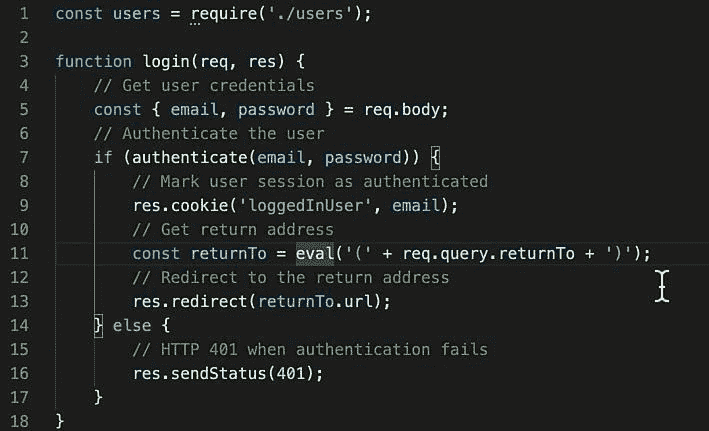 1 const users = require('./users');
2
3 function login(req, res) {
4 // Get user credentials
5 const { email, password } = req.body;
6 // Authenticate the user
7 if (authenticate(email, password)) {
8 // Mark user session as authenticated
9 res.cookie('loggedInUser', email);
10 // Get return address
11 const returnTo = eval('(' + req.query.returnTo + ')');
12 // Redirect to the return address
13 res.redirect(returnTo.url);
14 } else {
15 // HTTP 401 when authentication fails
16 res.sendStatus(401);
17 }
18 }